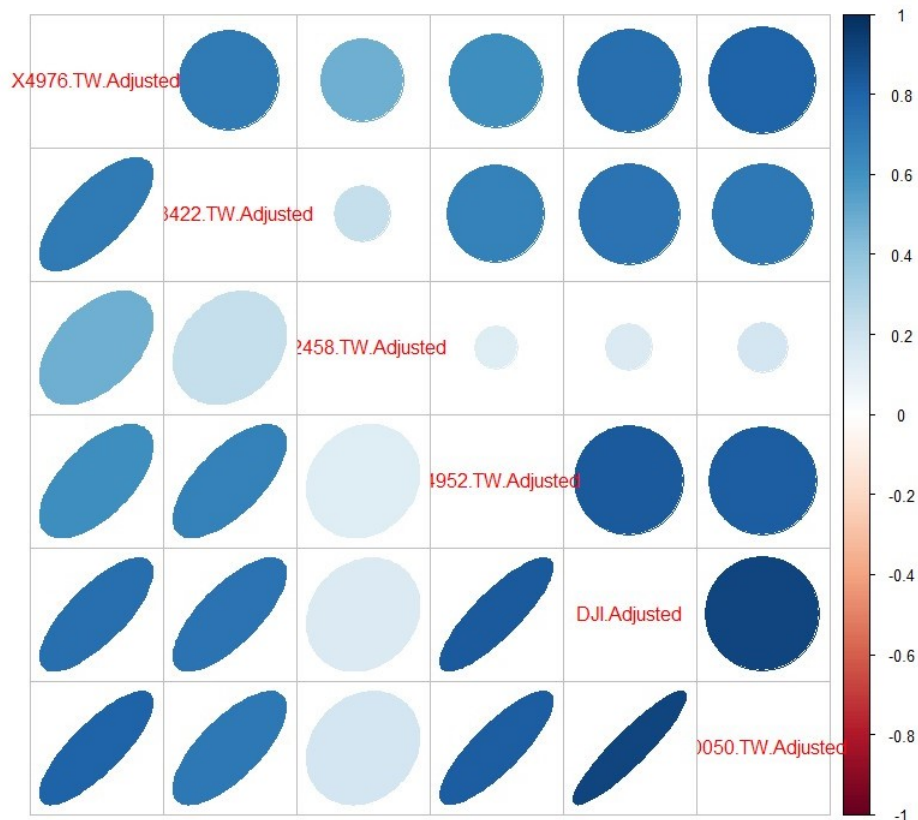 X4976.TW.Adjusted
3422.TW.Adjusted
2458.TW.Adjusted
4952.TW.Adjusted
DJI.Adjusted
0050.TW.Adjusted
1
0.8
0.6
0.4
0.2
0
-0.2
-0.4
-0.6
-0.8
-1